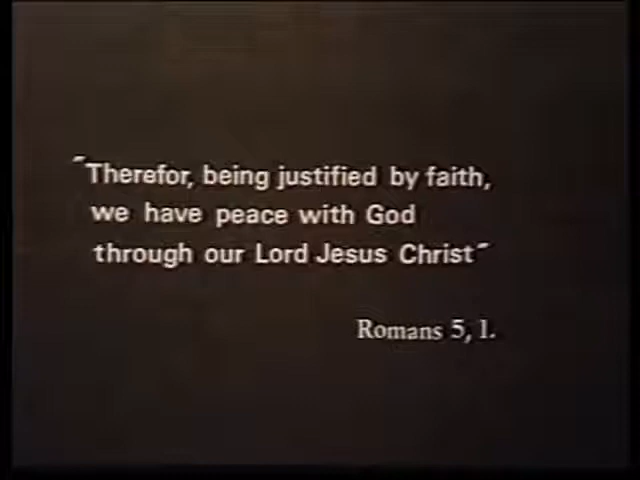 "Therefor, being justified by faith,
we have peace with God
through our Lord Jesus Christ"
Romans 5, 1.